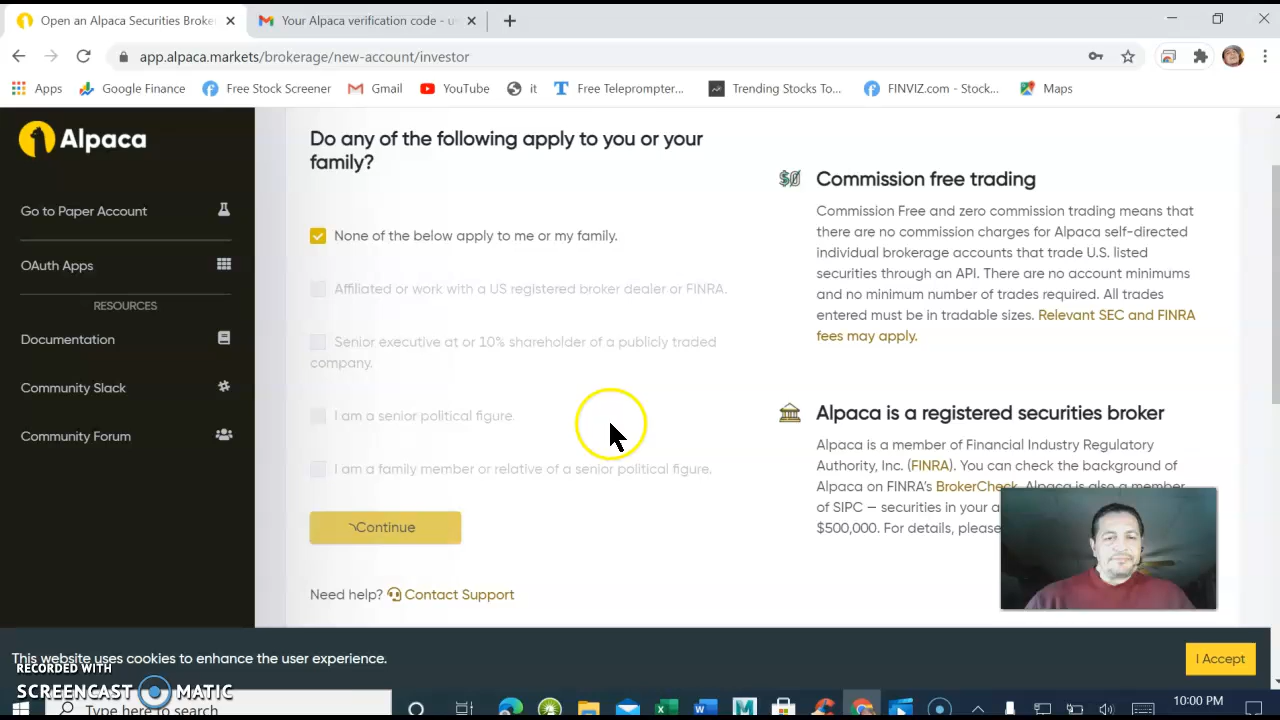 Open an Alpaca Securities Broke
Your Alpaca verification code - u
app.alpaca.markets/brokerage/new-account/investor
Apps
Google Finance
Free Stock Screener
Gmail
YouTube
it
Free Teleprompter...
Trending Stocks To...
FINVIZ.com - Stock...
Maps
Alpaca
Go to Paper Account
OAuth Apps
RESOURCES
Documentation
Community Slack
Community Forum
Do any of the following apply to you or your
family?
None of the below apply to me or my family.
Affiliated or work with a US registered broker dealer or FINRA.
Senior executive at or 10% shareholder of a publicly traded
company.
I am a senior political figure.
I am a family member or relative of a senior political figure.
Continue
Need help? Contact Support
$0
Commission free trading
Commission Free and zero commission trading means that
there are no commission charges for Alpaca self-directed
individual brokerage accounts that trade U.S. listed
securities through an API. There are no account minimums
and no minimum number of trades required. All trades
entered must be in tradable sizes. Relevant SEC and FINRA
fees may apply.
Alpaca is a registered securities broker
Alpaca is a member of Financial Industry Regulatory
Authority, Inc. (FINRA). You can check the background of
Alpaca on FINRA's BrokerCheck. Alpaca is also a member
of SIPC – securities in your a
$500,000. For details, please
This website uses cookies to enhance the user experience.
I Accept
RECORDED WITH
SCREENCAST MATIC
Type here to search
10:00 PM